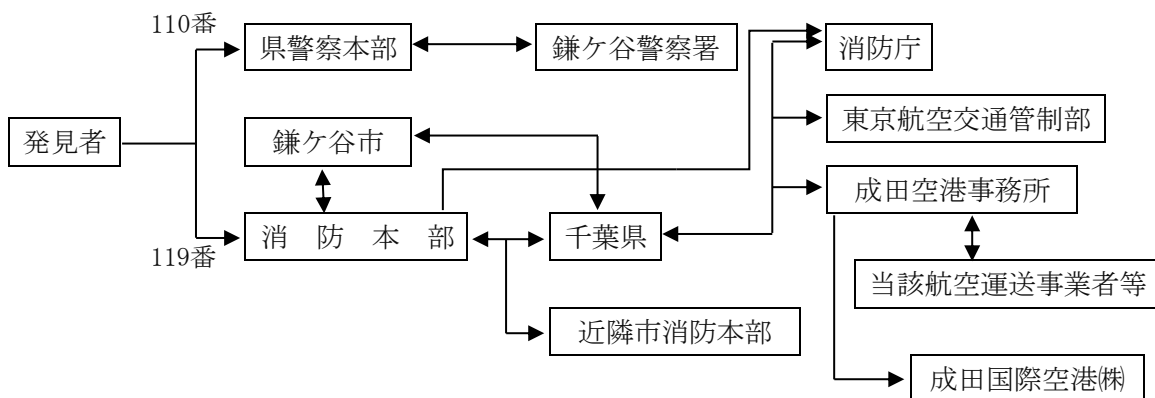 110番
県警察本部
鎌ケ谷警察署
消防庁
発見者
鎌ケ谷市
東京航空交通管制部
成田空港事務所
119番
消防本部
千葉県
当該航空運送事業者等
近隣市消防本部
成田国際空港㈱